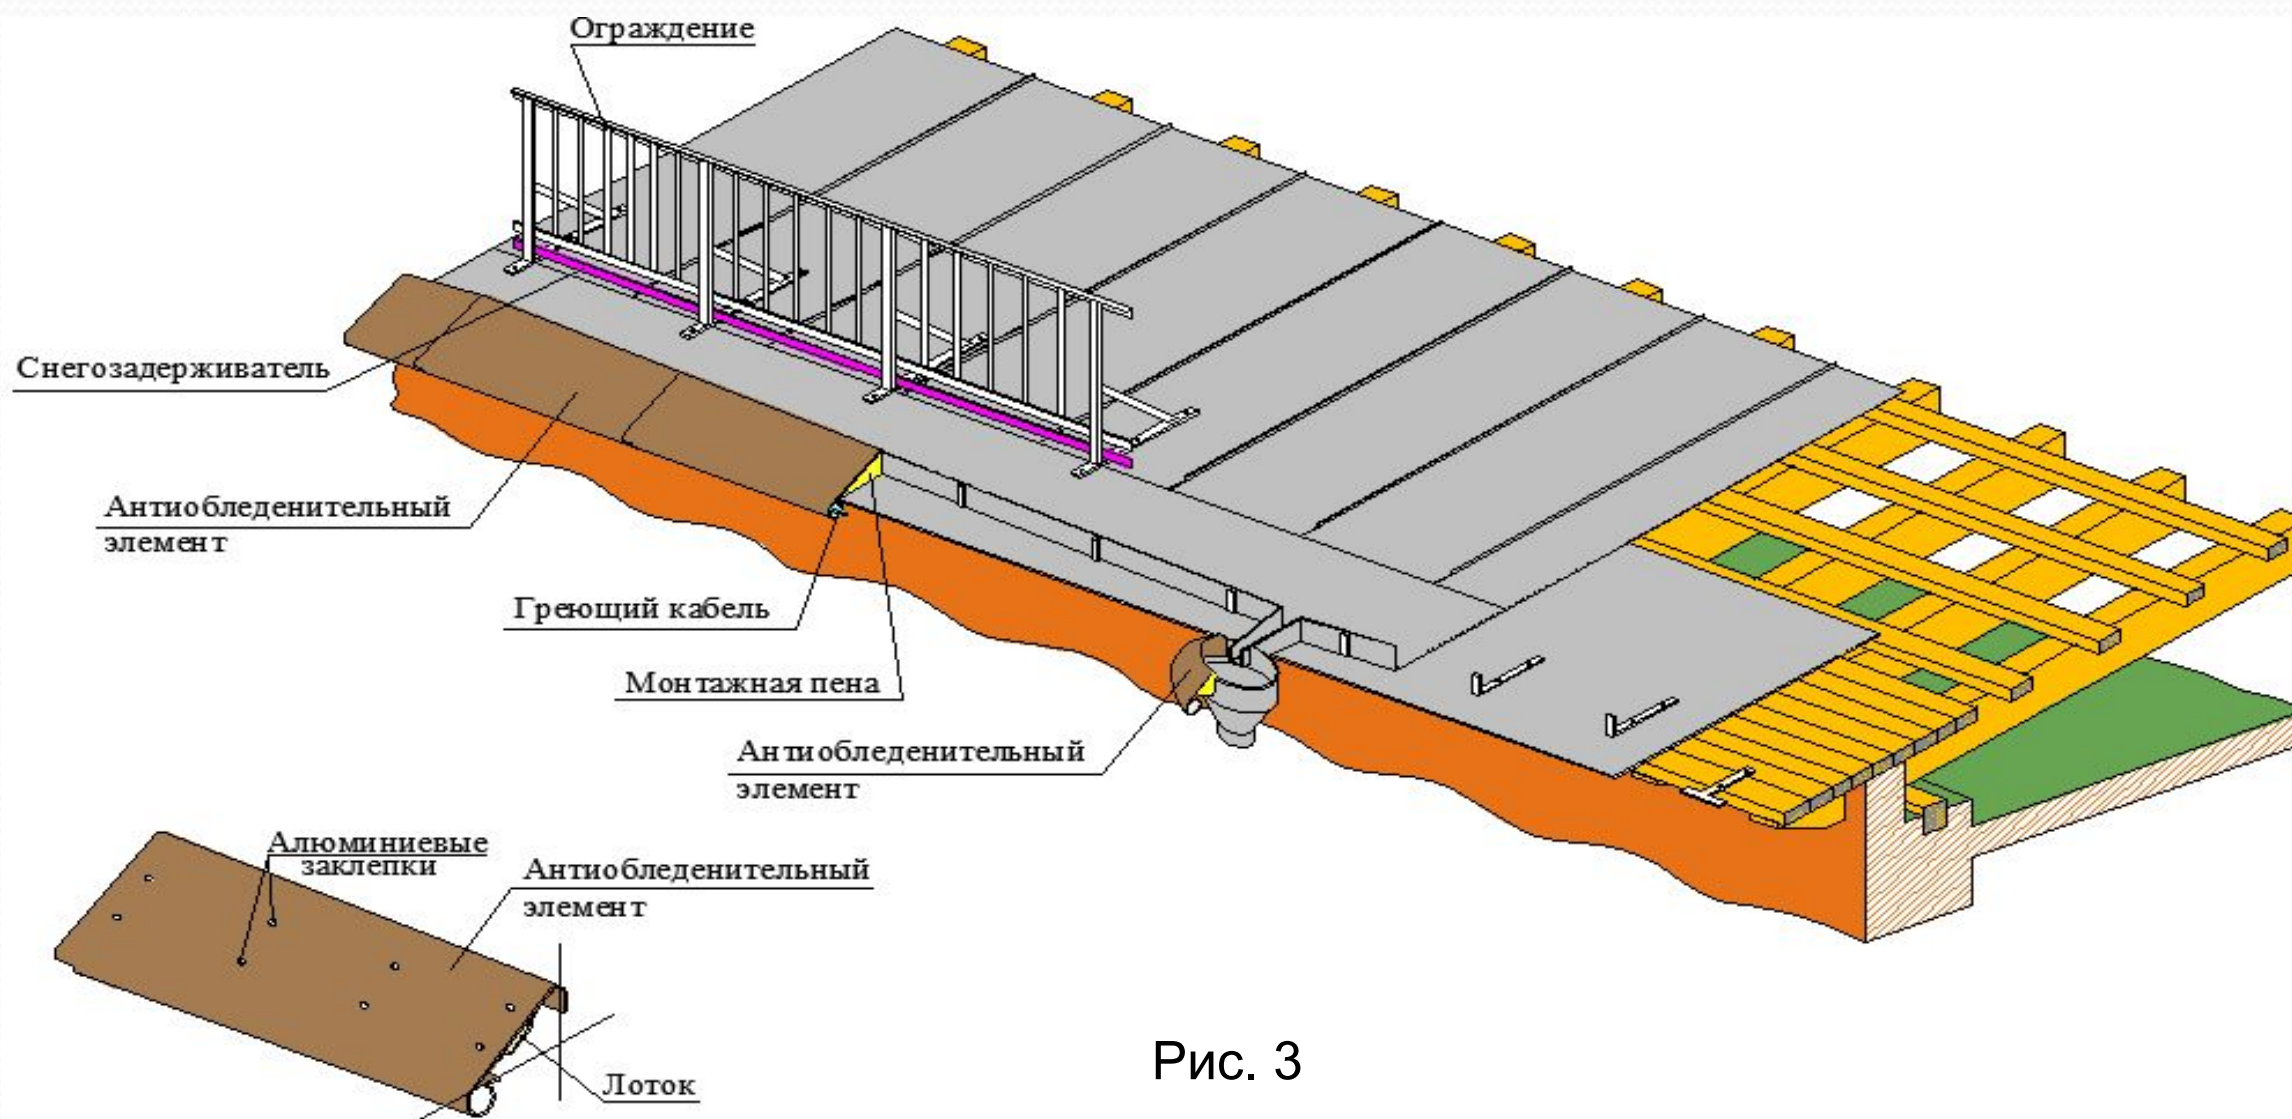 Ограждение
Снегозадерживатель
Антиобледенительный
элемент
Греющий кабель
Монтажная пена
Антиобледенительный
элемент
Алюминиевые
заклепки
Антиобледенительный
элемент
Лоток
Рис. 3